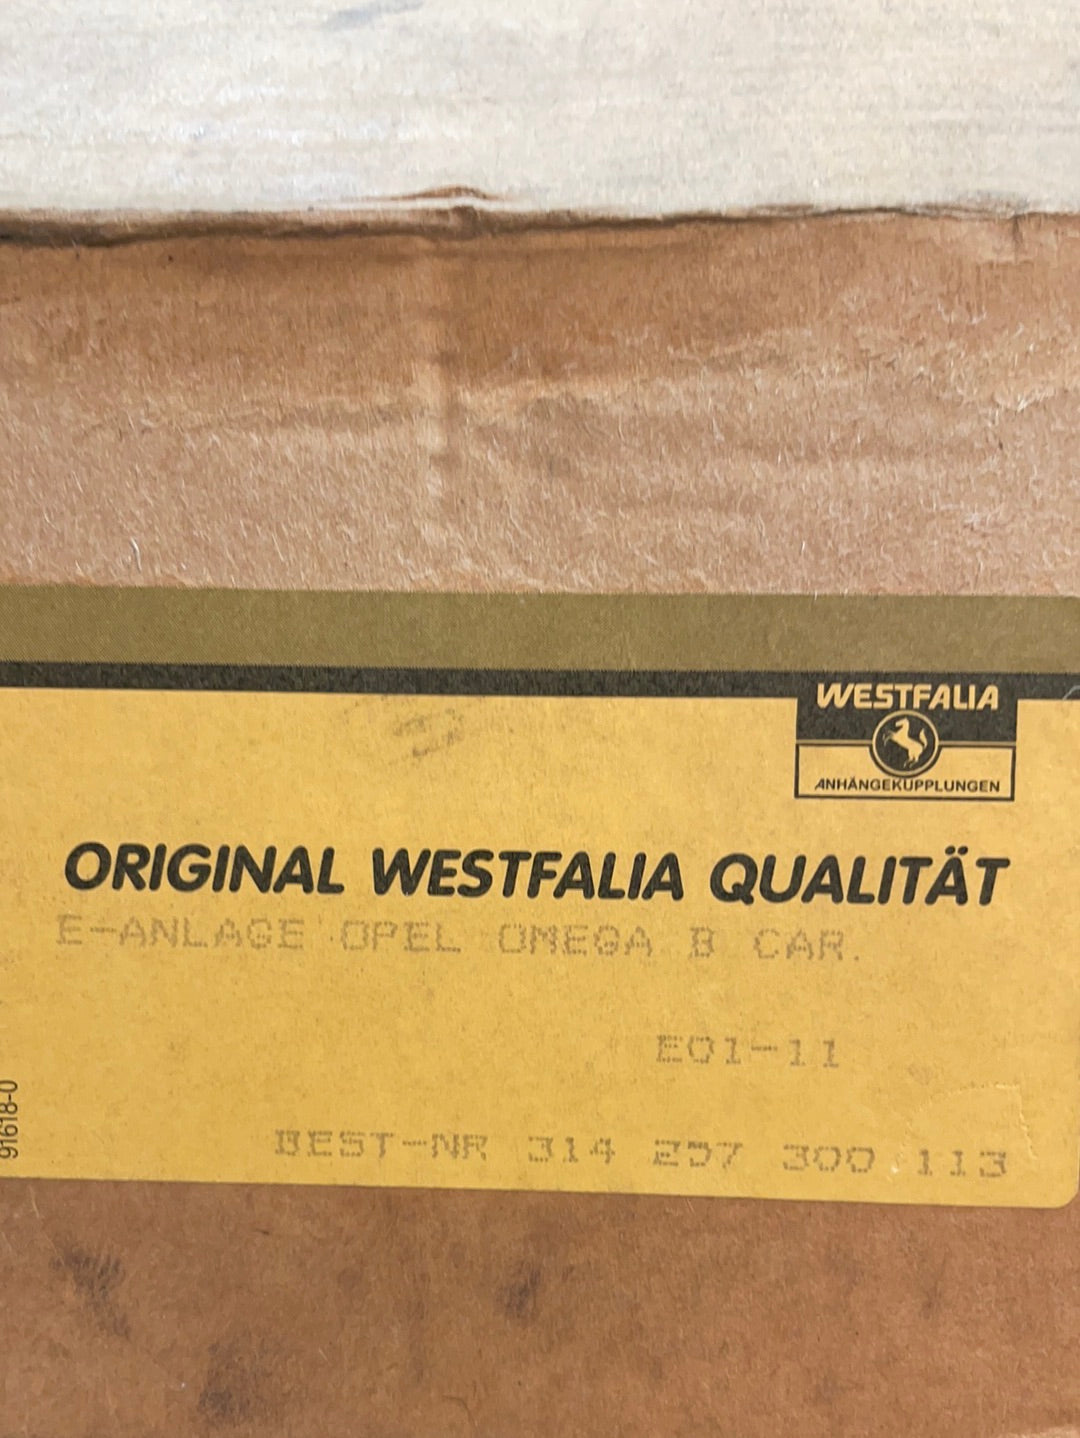 WESTFALIA
ANHÄNGEKUPPLUNGEN
ORIGINAL WESTFALIA QUALITÄT
E-ANLAGE OPEL OMEGA B CAR.
E01-11
91618-0
BEST-NR 314 257 300 113